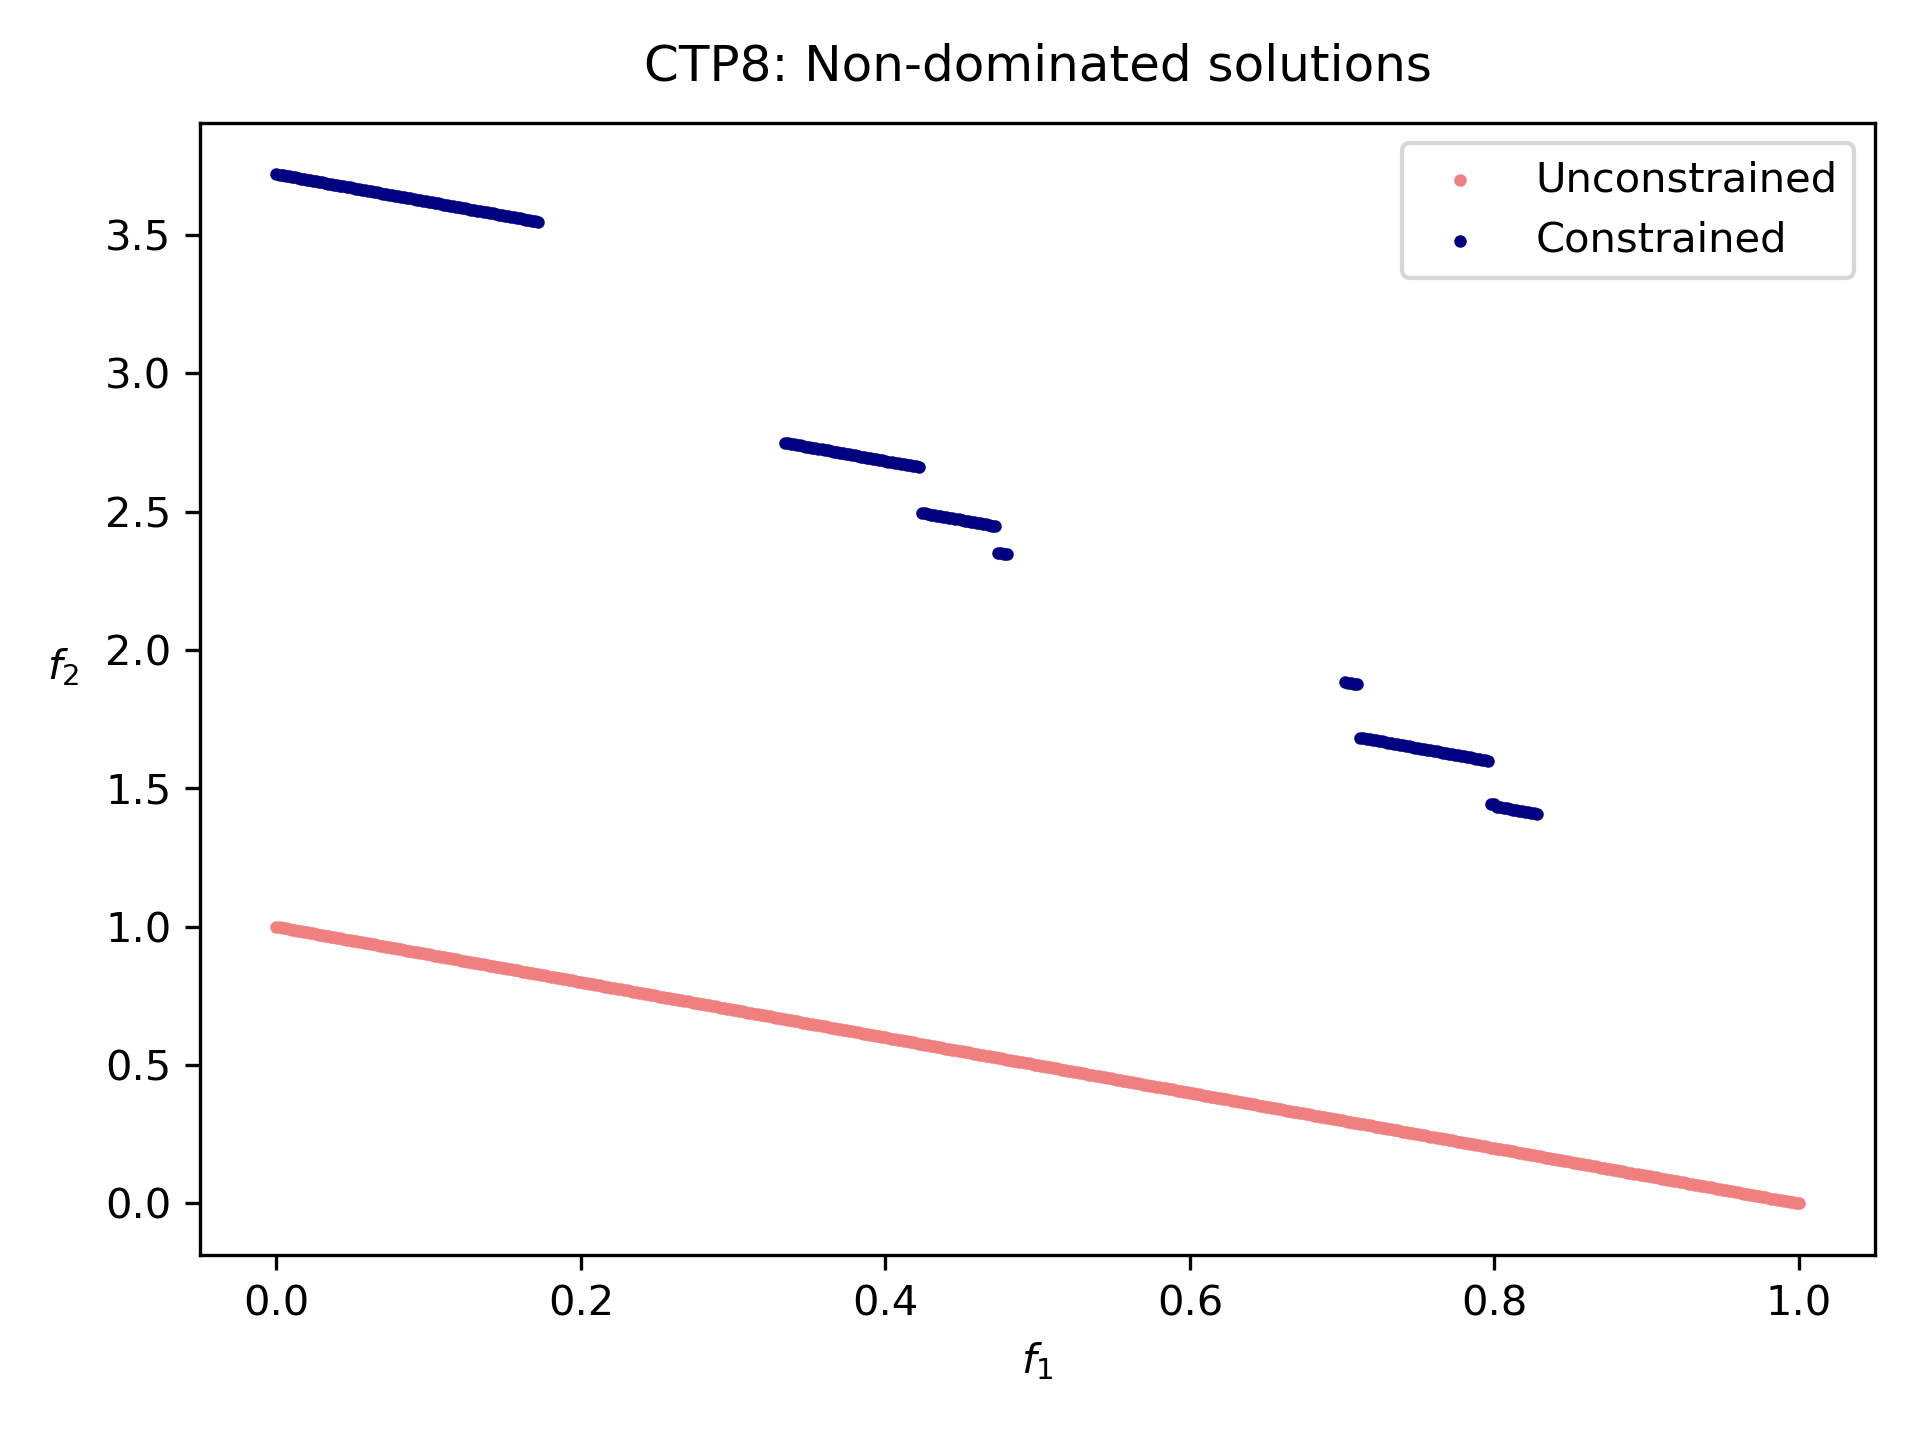 CTP8: Non-dominated solutions
Unconstrained
Constrained
3.5
3.0
2.5
2.0
1.5
1.0
0.5
0.0
f₂
0.0 0.2 0.4 0.6 0.8 1.0
f₁